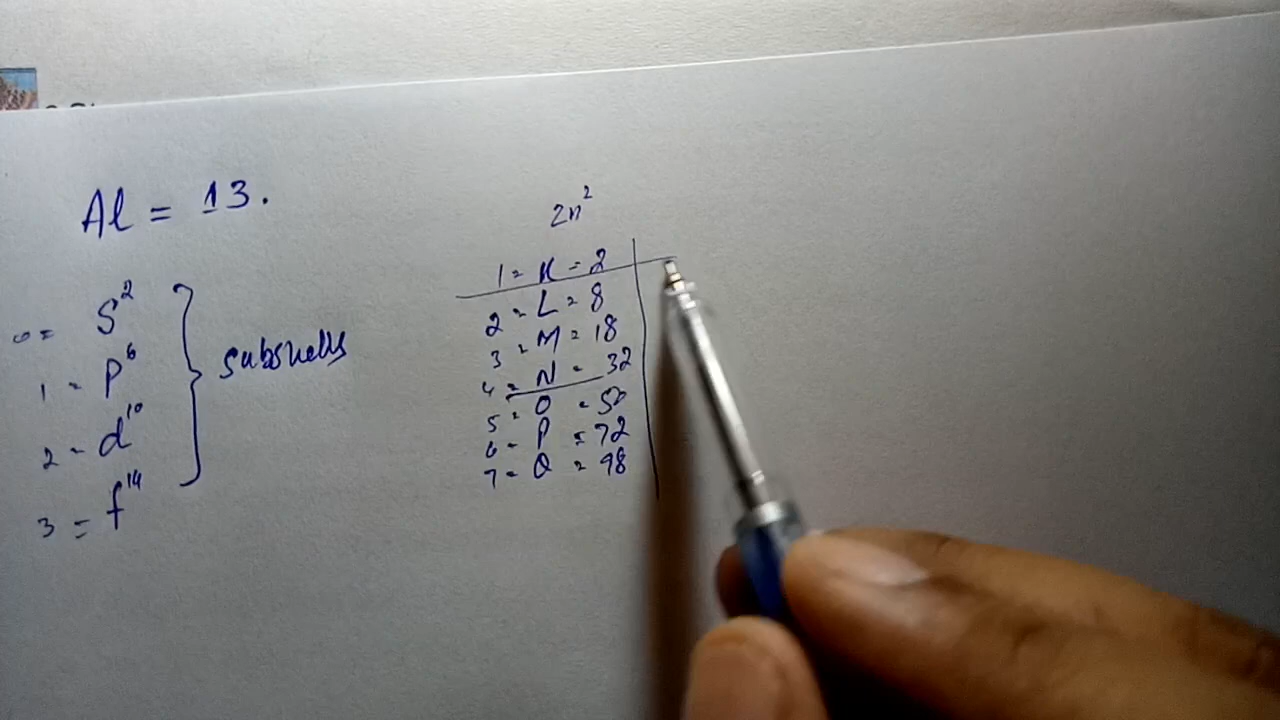 Al = 13.
0 = S²
1 = P⁶
2 = d¹⁰
3 = f¹⁴
subshells
2n²
1 = K = 2
2 = L = 8
3 = M = 18
4 = N = 32
5 = O = 50
6 = P = 72
7 = Q = 98